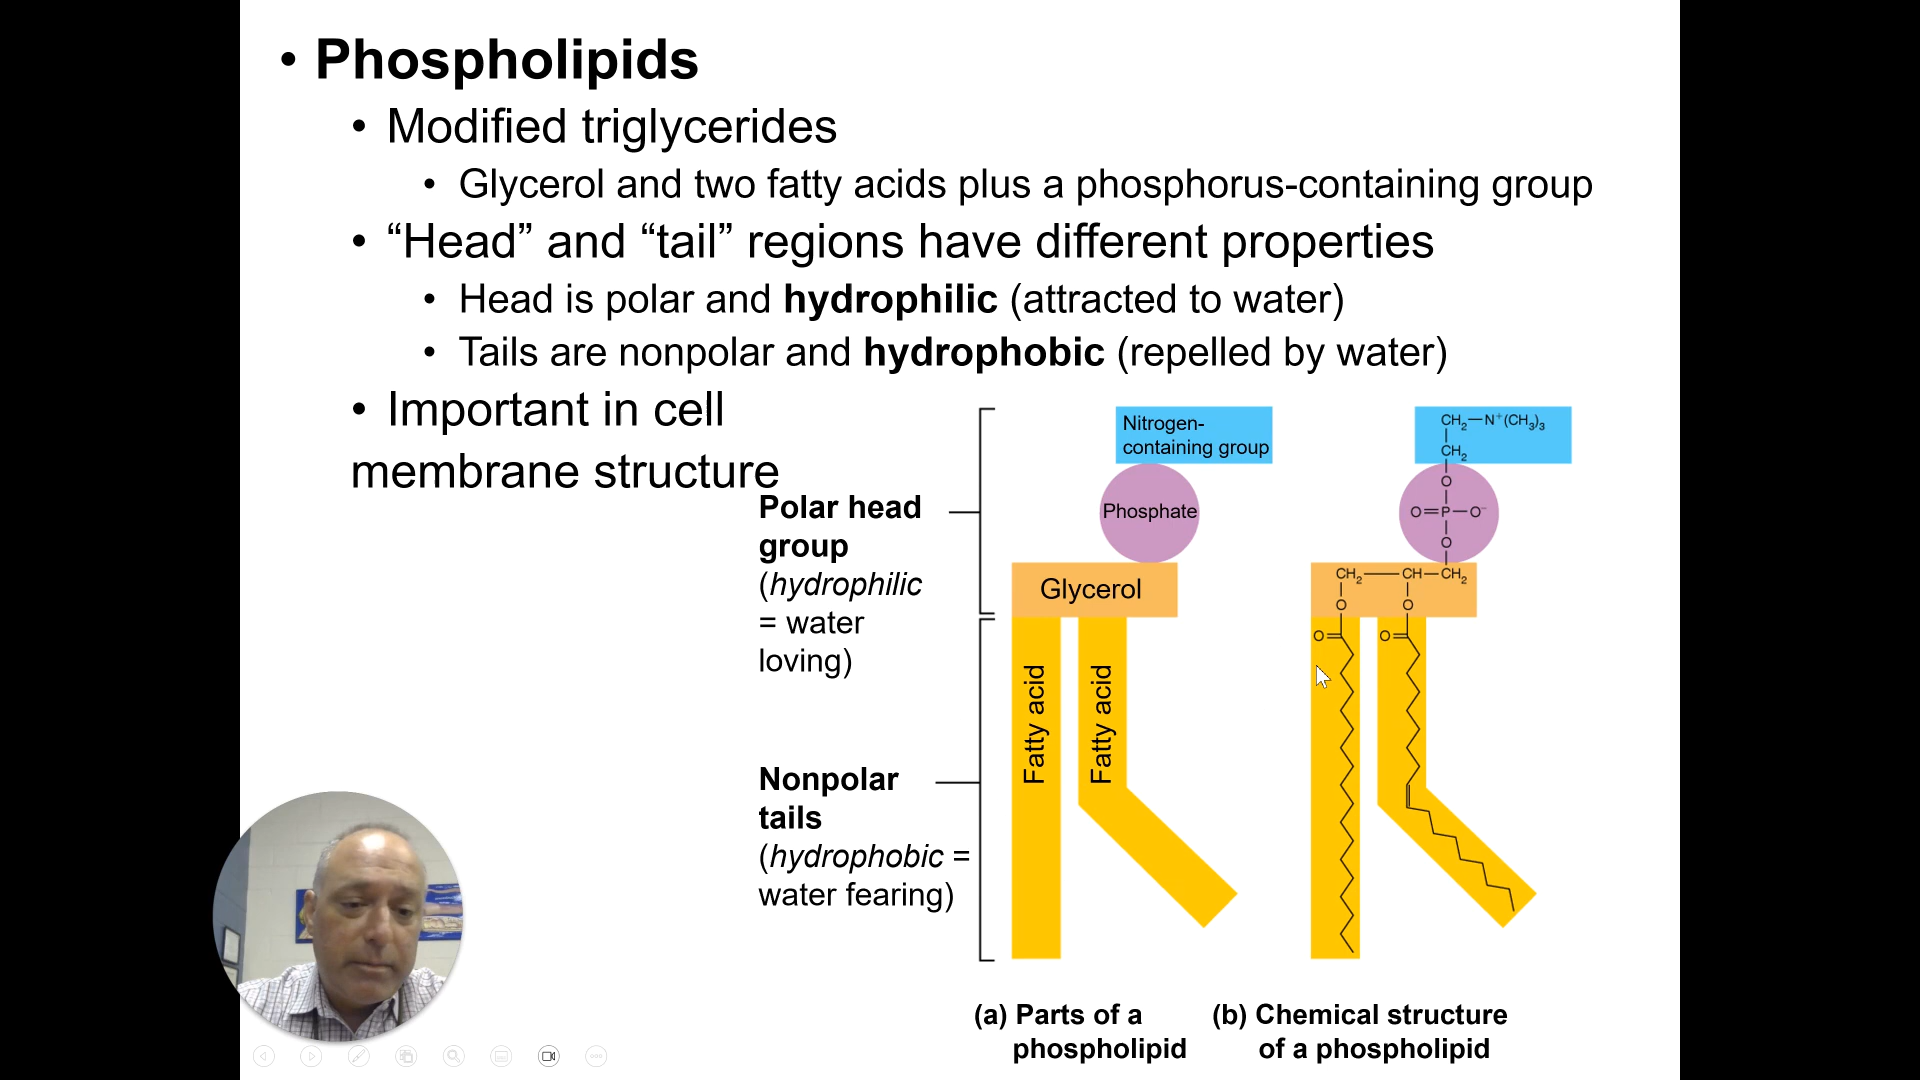 • Phospholipids
• Modified triglycerides
• Glycerol and two fatty acids plus a phosphorus-containing group
• “Head” and “tail” regions have different properties
• Head is polar and hydrophilic (attracted to water)
• Tails are nonpolar and hydrophobic (repelled by water)
• Important in cell
membrane structure
Polar head
group
(hydrophilic
= water
loving)
Nonpolar
tails
(hydrophobic =
water fearing)
Nitrogen-
containing group
Phosphate
Glycerol
Fatty acid
Fatty acid
(a) Parts of a
phospholipid
CH₂—N⁺(CH₃)₃
CH₂
O
O=P—O⁻
O
CH₂—CH—CH₂
O O
O= O=
(b) Chemical structure
of a phospholipid